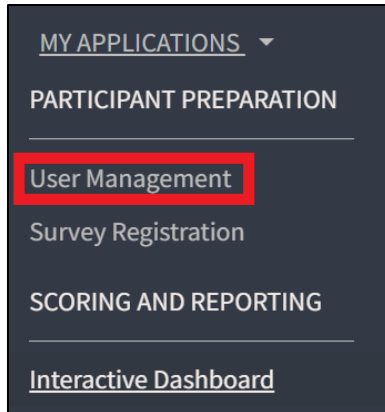 MY APPLICATIONS
PARTICIPANT PREPARATION
User Management
Survey Registration
SCORING AND REPORTING
Interactive Dashboard